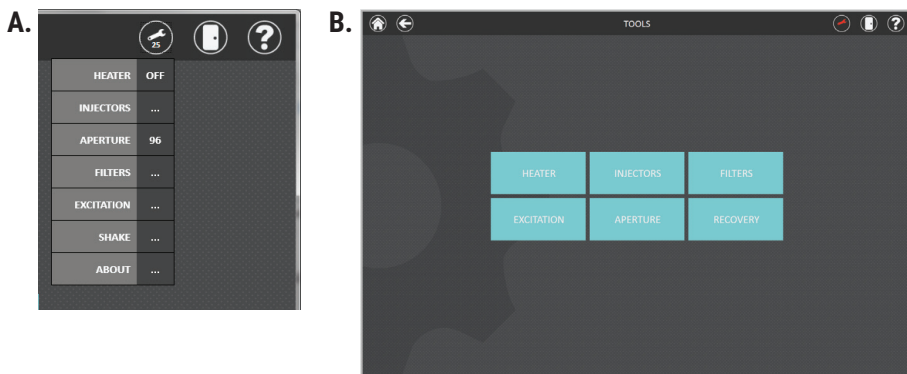 A.
25
HEATER OFF
INJECTORS ...
APERTURE 96
FILTERS ...
EXCITATION ...
SHAKE ...
ABOUT ...
?
B.
TOOLS
?
HEATER INJECTORS FILTERS
EXCITATION APERTURE RECOVERY